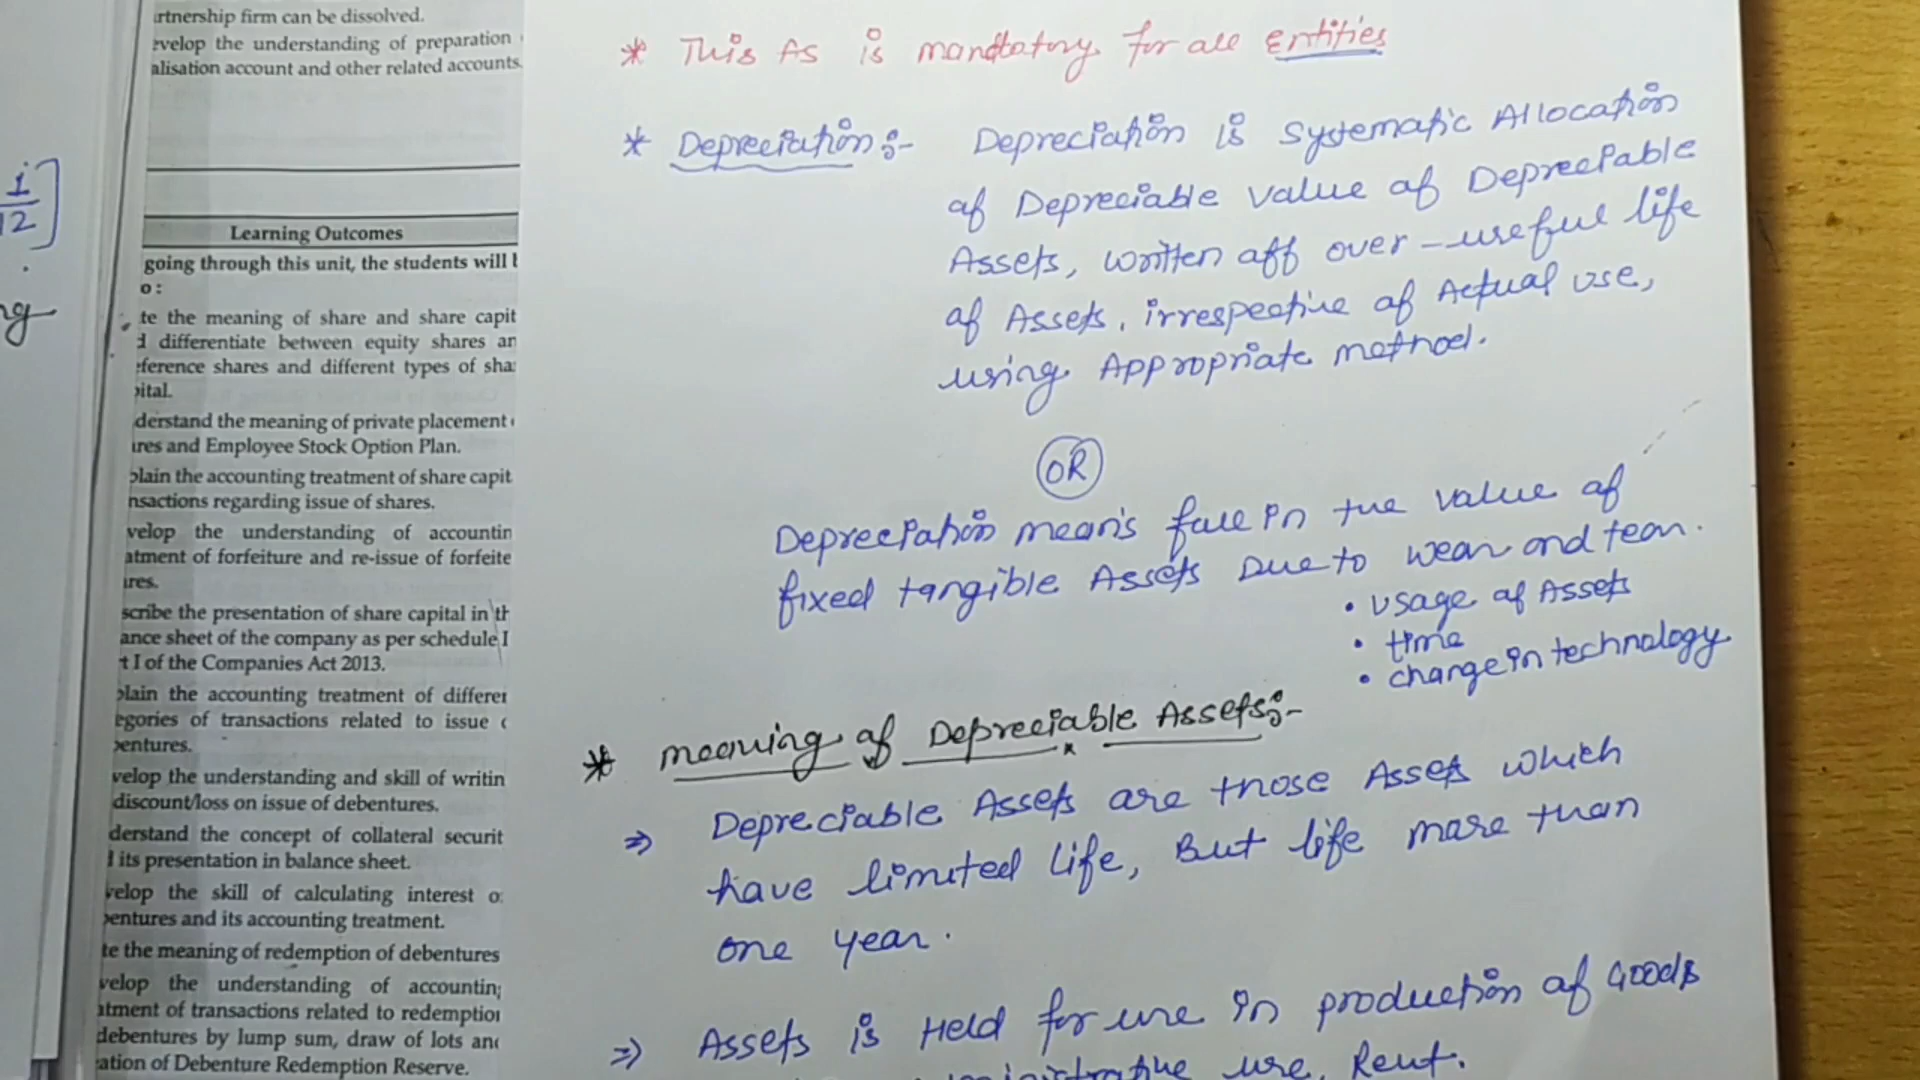 rtnership firm can be dissolved.
evelop the understanding of preparation
alisation account and other related accounts.
Learning Outcomes
going through this unit, the students will
o :
te the meaning of share and share capit
d differentiate between equity shares an
eference shares and different types of sha
pital.
derstand the meaning of private placement
ares and Employee Stock Option Plan.
plain the accounting treatment of share capit
nsactions regarding issue of shares.
velop the understanding of accountin
atment of forfeiture and re-issue of forfeite
ares.
scribe the presentation of share capital in th
ance sheet of the company as per schedule I
t I of the Companies Act 2013.
plain the accounting treatment of differer
egories of transactions related to issue
bentures.
velop the understanding and skill of writin
discount/loss on issue of debentures.
derstand the concept of collateral securit
its presentation in balance sheet.
velop the skill of calculating interest o
bentures and its accounting treatment.
te the meaning of redemption of debentures
velop the understanding of accounting
atment of transactions related to redemption
debentures by lump sum, draw of lots and
ation of Debenture Redemption Reserve.
1/12]
ng
* This As is mandatory for all entities
* Depreciation :- Depreciation is Systematic Allocation
of Depreciable value of Depreciable
Assets, written off over useful life
of Assets, irrespective of Actual use,
using Appropriate method.
OR
Depreciation means fall in the value of
fixed tangible Assets Due to wear and tear.
• usage of Assets
• time
• change in technology
* meaning of Depreciable Assets :-
⇒ Depreciable Assets are those Assets which
have limited life, But life more than
one year.
⇒ Assets is Held for use in production of Goods
use, Rent.